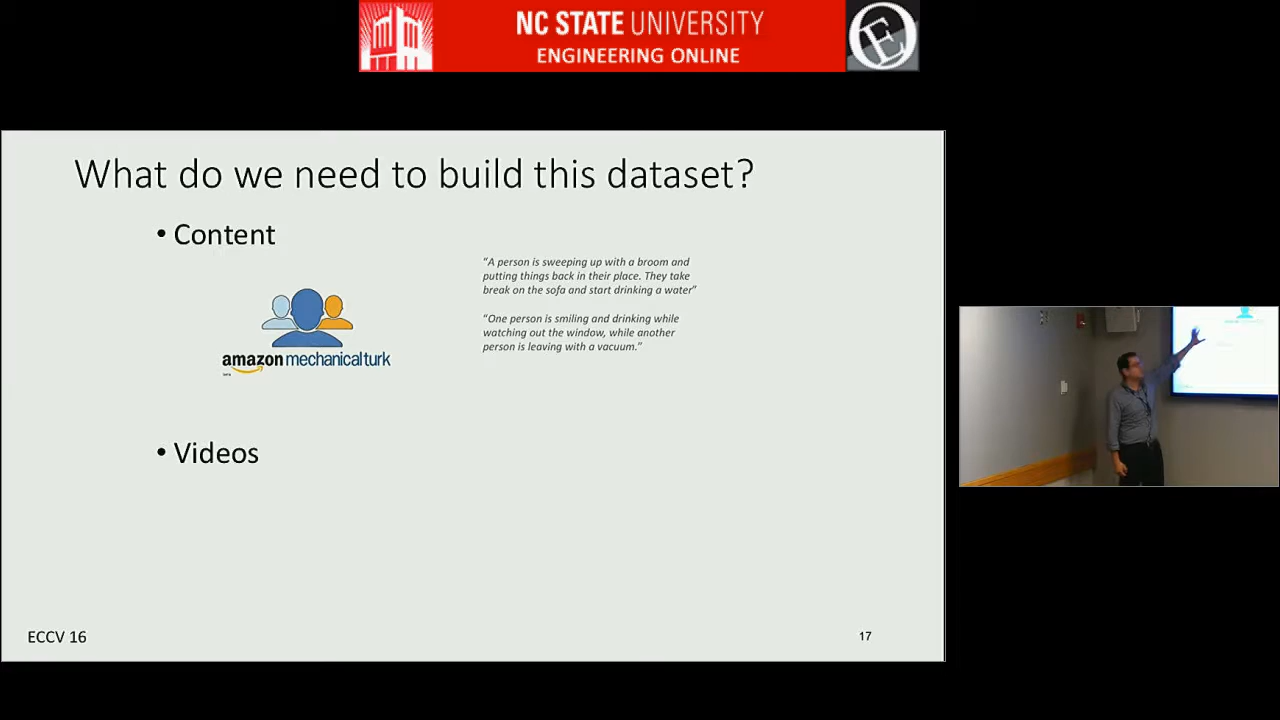 NC STATE UNIVERSITY
ENGINEERING ONLINE
What do we need to build this dataset?
• Content
"A person is sweeping up with a broom and
putting things back in their place. They take
break on the sofa and start drinking a water"
"One person is smiling and drinking while
watching out the window, while another
person is leaving with a vacuum."
amazon mechanical turk
beta
• Videos
ECCV 16
17